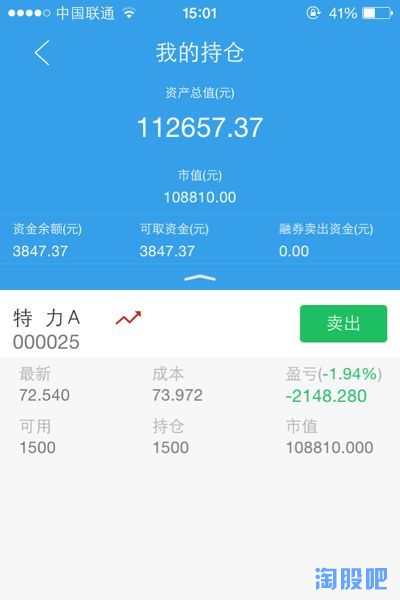 中国联通 15:01 41%
我的持仓
资产总值(元)
112657.37
市值(元)
108810.00
资金余额(元) 可取资金(元) 融券卖出资金(元)
3847.37 3847.37 0.00
特 力A 卖出
000025
最新 成本 盈亏(-1.94%)
72.540 73.972 -2148.280
可用 持仓 市值
1500 1500 108810.000
淘股吧